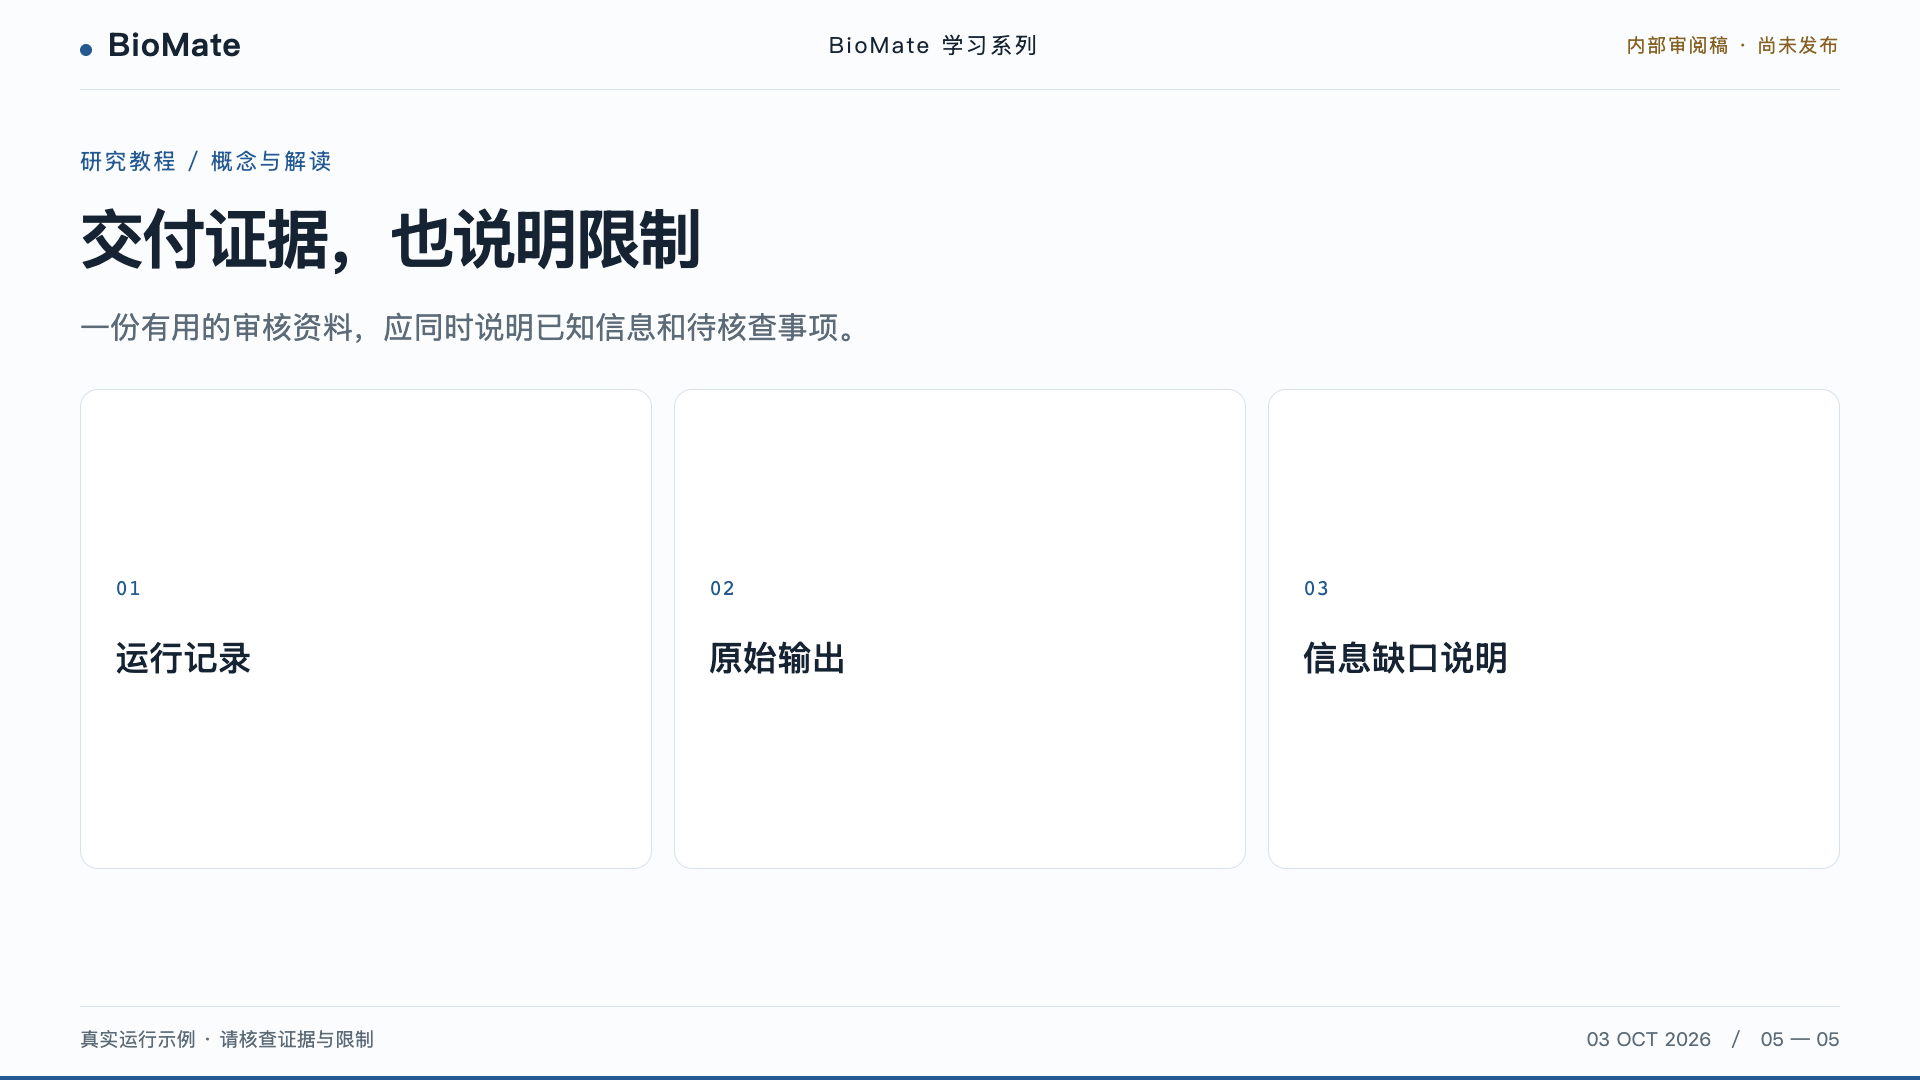 BioMate
BioMate 学习系列
内部审阅稿 · 尚未发布
研究教程 / 概念与解读
交付证据，也说明限制
一份有用的审核资料，应同时说明已知信息和待核查事项。
01
运行记录
02
原始输出
03
信息缺口说明
真实运行示例 · 请核查证据与限制
03 OCT 2026 / 05 — 05